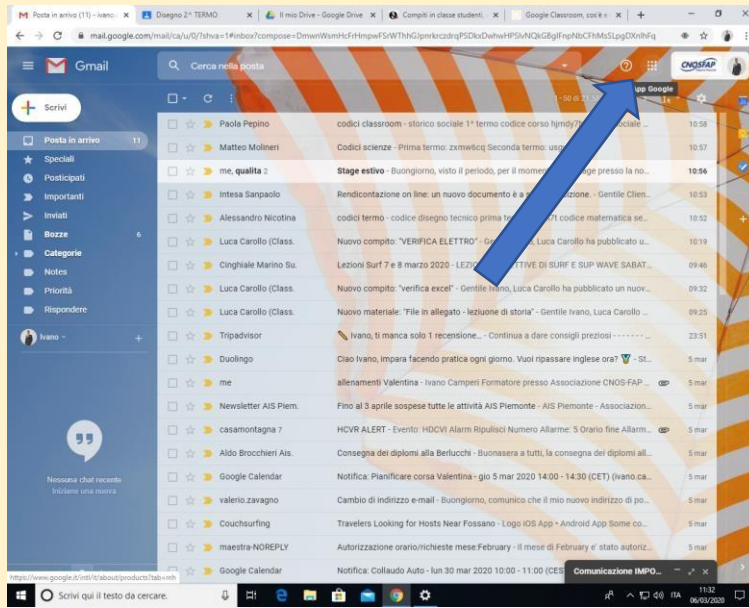 Posta in arrivo (11) - ivano.
Disegno 2^ TERMO
Il mio Drive - Google Drive
Compiti in classe studenti,
Google Classroom, cos'è e
mail.google.com/mail/ca/u/0/?shva=1#inbox?compose=
Gmail
Cerca nella posta
CNOSFAP
App Google
Scrivi
1-50 di
Posta in arrivo 11
Speciali
Posticipati
Importanti
Inviati
Bozze 6
Categorie
Notes
Priorità
Rispondere
Ivano
Nessuna chat recente
Iniziane una nuova
Paola Pepino codici classroom - storico sociale 1^ termo codice corso ... 10:58
Matteo Molineri Codici scienze - Prima termo: zxmw6cq Seconda termo: 10:57
me, qualita 2 Stage estivo - Buongiorno, visto il periodo, per il momento ... presso la no... 10:56
Intesa Sanpaolo Rendicontazione on line: un nuovo documento è a ... - Gentile Clien... 10:53
Alessandro Nicotina codici termo - codice disegno tecnico prima ... codice matematica se... 10:52
Luca Carollo (Class. Nuovo compito: "VERIFICA ELETTRO" - ... Luca Carollo ha pubblicato u... 10:19
Cinghiale Marino Su. Lezioni Surf 7 e 8 marzo 2020 - ... DI SURF E SUP WAVE SABAT... 09:46
Luca Carollo (Class. Nuovo compito: "verifica excel" - Gentile Ivano, Luca Carollo ha pubblicato un nuov... 09:32
Luca Carollo (Class. Nuovo materiale: "File in allegato - leziuone di storia" - Gentile Ivano, Luca Carollo ... 09:25
Tripadvisor Ivano, ti manca solo 1 recensione... - Continua a dare consigli preziosi - - - - - - - ... 23:51
Duolingo Ciao Ivano, impara facendo pratica ogni giorno. Vuoi ripassare inglese ora? - St... 5 mar
me allenamenti Valentina - Ivano Camperi Formatore presso Associazione CNOS-FAP ... 5 mar
Newsletter AIS Piem. Fino al 3 aprile sospese tutte le attività AIS Piemonte - AIS Piemonte - Associazion... 5 mar
casamontagna 7 HCVR ALERT - Evento: HDCVI Alarm Ripulisci Numero Allarme: 5 Orario fine Allarm... 5 mar
Aldo Brocchieri Ais. Consegna dei diplomi alla Berlucchi - Buonasera a tutti, la consegna dei diplomi all... 5 mar
Google Calendar Notifica: Pianificare corsa Valentina - gio 5 mar 2020 14:00 - 14:30 (CET) (ivano.ca... 5 mar
valerio.zavagno Cambio di indirizzo e-mail - Buongiorno, comunico che il mio nuovo indirizzo di po... 5 mar
Couchsurfing Travelers Looking for Hosts Near Fossano - Logo iOS App • Android App Some co... 5 mar
maestra-NOREPLY Autorizzazione orario/richieste mese:February - Il mese di February e' stato autoriz... 5 mar
Google Calendar Notifica: Collaudo Auto - lun 30 mar 2020 10:00 - 11:00 (CES 5 mar
Comunicazione IMPO...
https://www.google.it/intl/it/about/products?tab=mh
Scrivi qui il testo da cercare.
ITA
11:32
06/03/2020